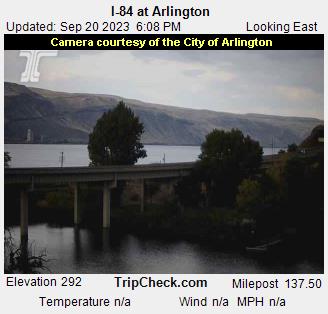 I-84 at Arlington
Updated: Sep 20 2023 6:08 PM Looking East
Camera courtesy of the City of Arlington
Elevation 292 TripCheck.com Milepost 137.50
Temperature n/a Wind n/a MPH n/a